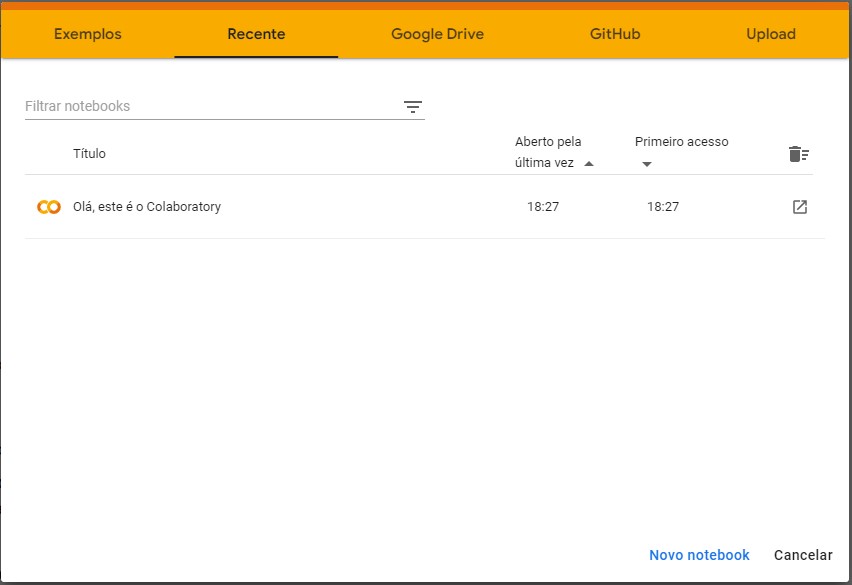 Exemplos Recente Google Drive GitHub Upload
Filtrar notebooks
Título Aberto pela última vez Primeiro acesso
Olá, este é o Colaboratory 18:27 18:27
Novo notebook Cancelar